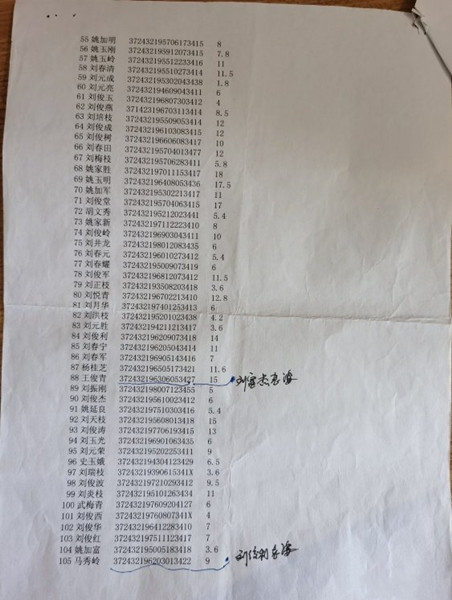 55 姚加明 372432195706173415 8
56 姚玉刚 372432195912073415 7.8
57 姚玉岭 372432195512233416 11
58 刘春清 372432195510273414 11.5
59 刘元成 372432195302043438 1.8
60 刘元亮 372432194609043411 6
61 刘俊玉 372432196807303412 4
62 刘俊燕 371423196703113414 8.5
63 刘培枝 372432195509053414 12
64 刘俊成 372432196103083415 12
65 刘俊树 372432196606083417 10
66 刘春田 372432195704013477 12
67 刘梅枝 372432195706283411 5.8
68 姚家胜 372432197011153417 18
69 姚玉明 372432196408053436 17.5
70 姚加军 372432195302213417 11
71 刘俊堂 372432195704063415 17
72 胡文秀 372432195212023441 5.4
73 姚家新 372432197112223410 8
74 刘俊岭 372432196903043411 10
75 刘井龙 372432198012083435 6
76 刘春元 372432196010273412 5.4
77 刘春耀 372432195009073419 6
78 刘俊军 372432196812073412 11.5
79 刘正枝 372432193508203418 3.6
80 刘悦青 372432196702213410 12.8
81 刘月华 372432197401253413 6
82 刘洪枝 372432195201023438 4.2
83 刘元胜 372432194211213417 3.6
84 刘俊利 372432196209073418 14
85 刘春宁 372432196205043414 11
86 刘春军 372432196905143416 7
87 杨桂芝 372432196505173421 11.6
88 王俊青 372432196306053427 15
89 刘振刚 372432198007123455 5
90 刘俊杰 372432195610023412 6
91 姚延良 372432197510303416 5.4
92 刘天枝 372432195608013418 15
93 刘俊涛 372432197706193415 13
94 刘玉光 372432196901063435 6
95 刘元荣 372432195202253411 9
96 史玉娥 372432194304123429 6.5
97 刘瑞枝 37243219390615341X 3.6
98 刘俊波 372432197210293412 9.5
99 刘炎枝 372432195101263434 11
100 武梅青 372432197609204127 6
101 刘俊西 37243219760807341X 4
102 刘俊华 372432196412283410 7
103 刘俊红 372432197511123417 7
104 姚加富 372432195005183418 3.6
105 马秀岭 372432196203013422 9